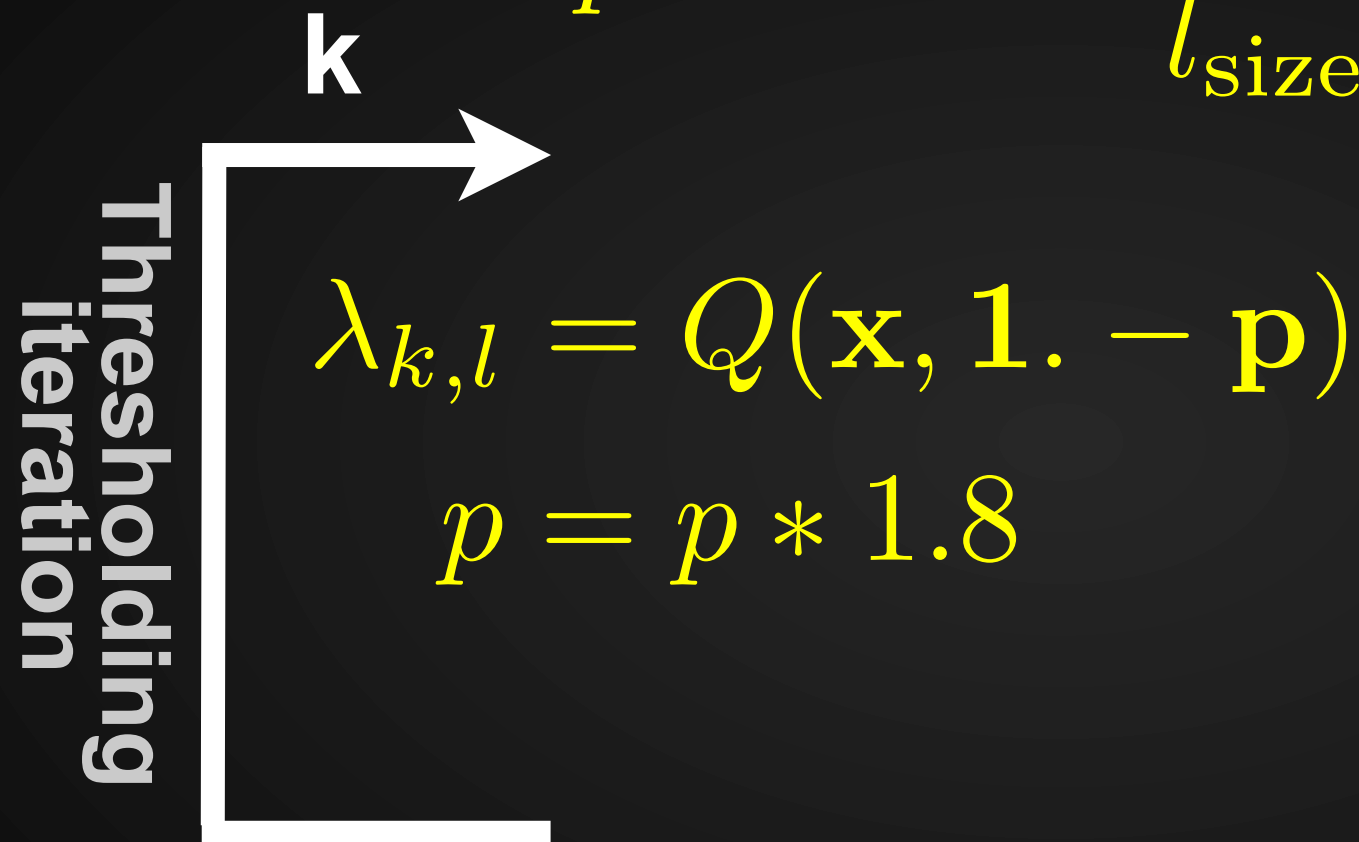 k
l_size
Thresholding
iteration
λ_{k,l} = Q(𝐱, 𝟏. − 𝐩)
p = p * 1.8